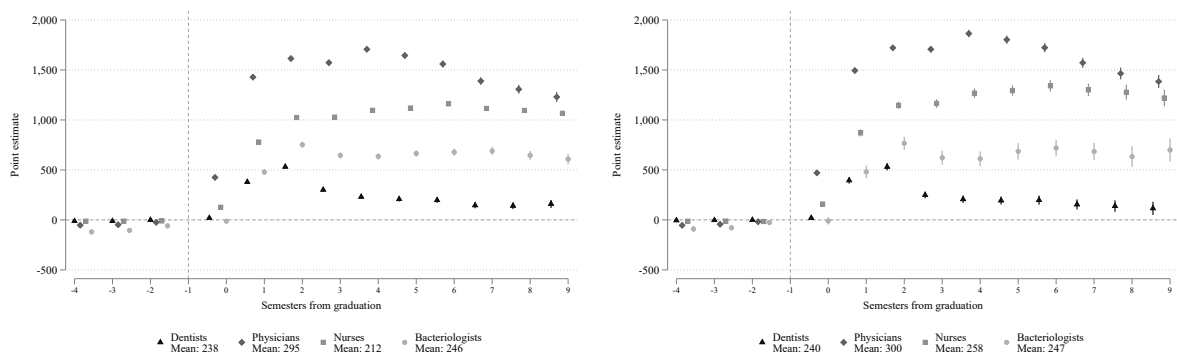 2,000
1,500
1,000
500
0
-500
Point estimate
-4 -3 -2 -1 0 1 2 3 4 5 6 7 8 9
Semesters from graduation
Dentists Physicians Nurses Bacteriologists
Mean: 238 Mean: 295 Mean: 212 Mean: 246
2,000
1,500
1,000
500
0
-500
Point estimate
-4 -3 -2 -1 0 1 2 3 4 5 6 7 8 9
Semesters from graduation
Dentists Physicians Nurses Bacteriologists
Mean: 240 Mean: 300 Mean: 258 Mean: 247